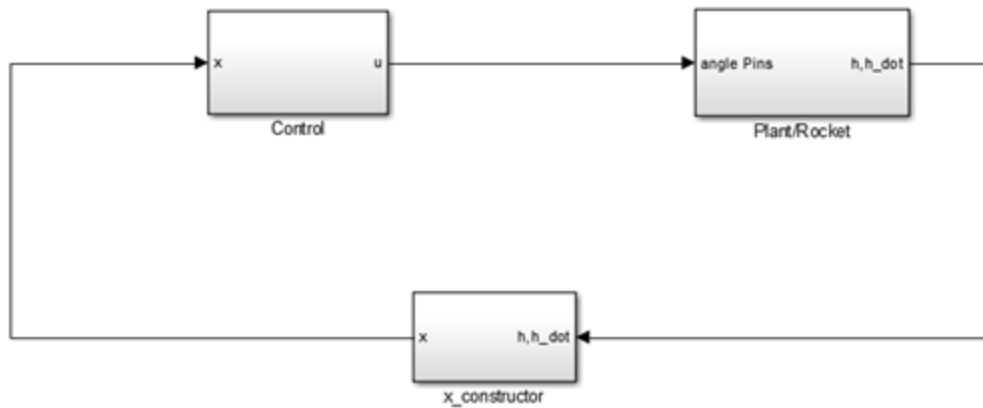 x
u
Control
angle Pins
h,h_dot
Plant/Rocket
x
h,h_dot
x_constructor